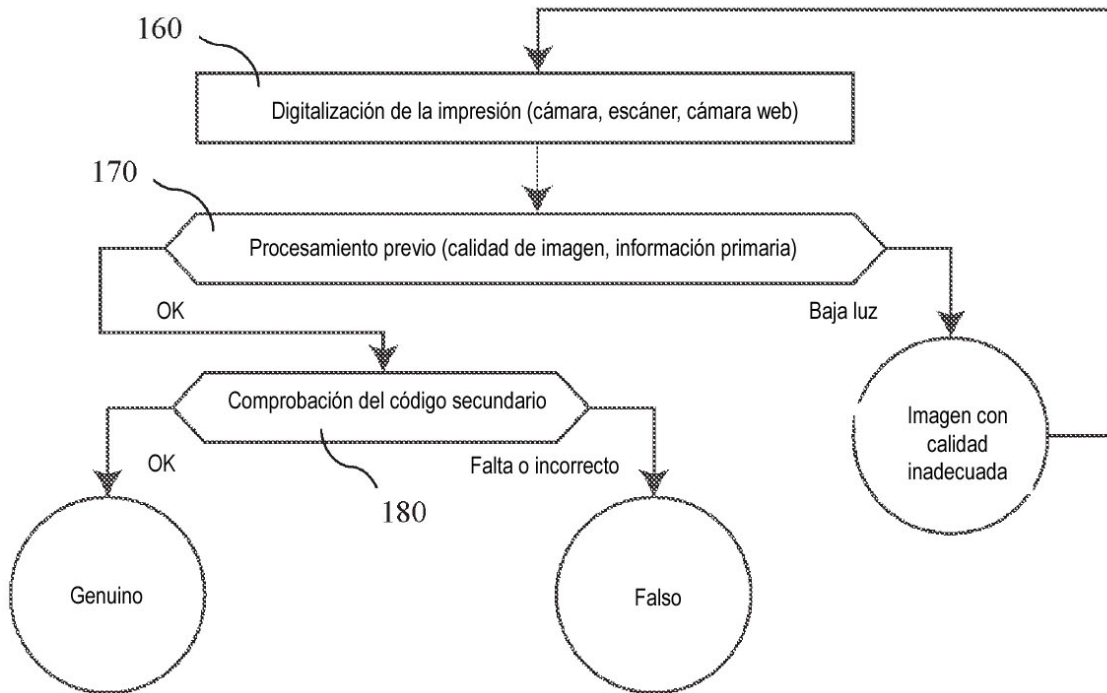 160
Digitalización de la impresión (cámara, escáner, cámara web)
170
Procesamiento previo (calidad de imagen, información primaria)
OK
Baja luz
Comprobación del código secundario
Imagen con
calidad
inadecuada
OK
Falta o incorrecto
180
Genuino
Falso